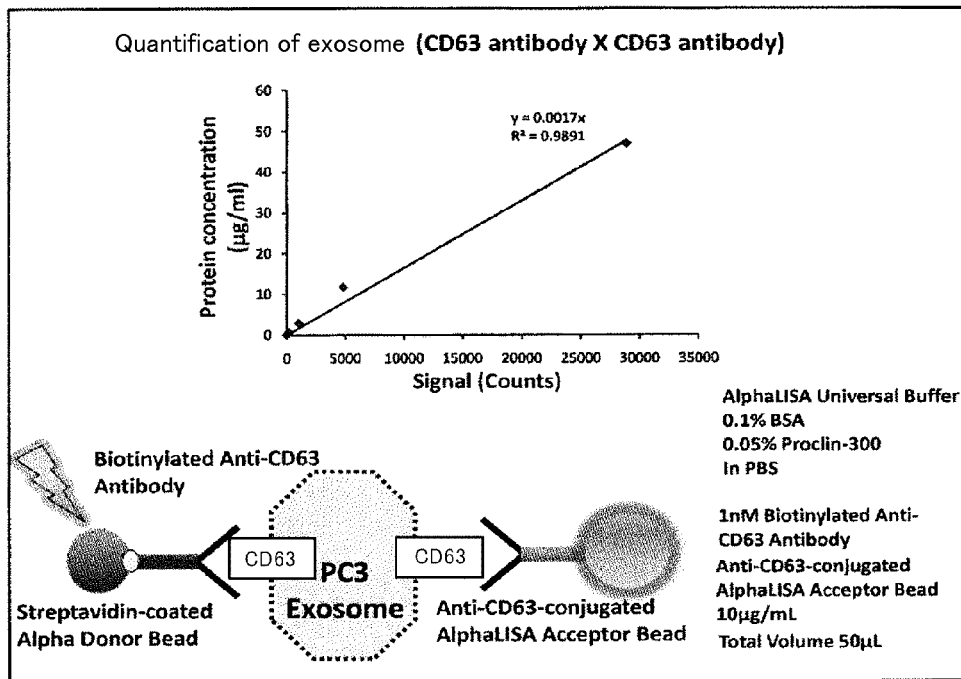 Quantification of exosome (CD63 antibody X CD63 antibody)
60
50
40
30
20
10
0
Protein concentration
(µg/ml)
y = 0.0017x
R² = 0.9891
0 5000 10000 15000 20000 25000 30000 35000
Signal (Counts)
AlphaLISA Universal Buffer
0.1% BSA
0.05% Proclin-300
In PBS
Biotinylated Anti-CD63
Antibody
CD63
PC3
Exosome
CD63
Streptavidin-coated
Alpha Donor Bead
Anti-CD63-conjugated
AlphaLISA Acceptor Bead
1nM Biotinylated Anti-
CD63 Antibody
Anti-CD63-conjugated
AlphaLISA Acceptor Bead
10µg/mL
Total Volume 50µL